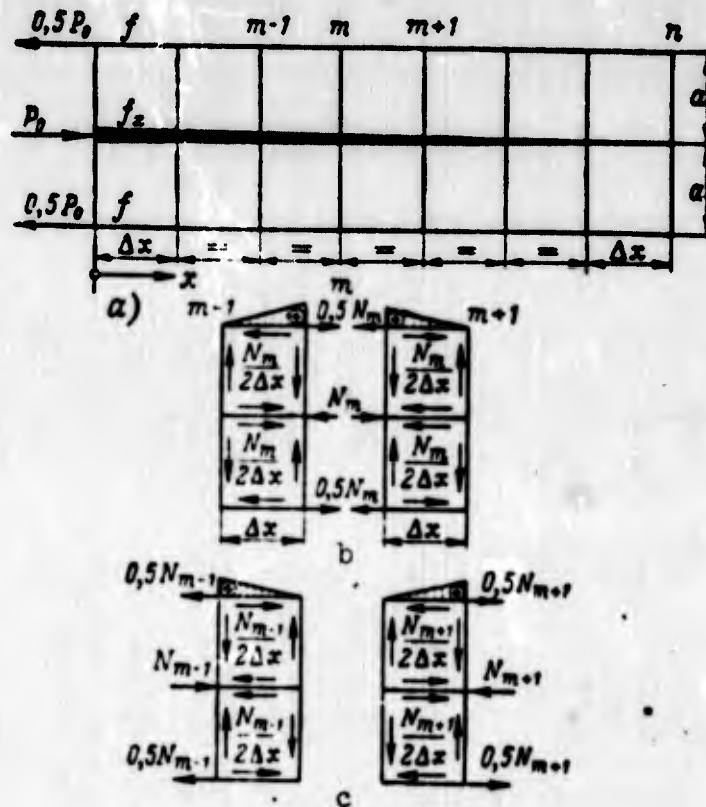 0,5P₀ f m-1 m m+1 n
a
P₀ f_z
a
0,5P₀ f
Δx = = = = = Δx
x
a)
m
m-1 0,5Nₘ m+1
Nₘ/2Δx Nₘ/2Δx
Nₘ
Nₘ/2Δx Nₘ/2Δx
0,5Nₘ
Δx Δx
b
0,5Nₘ₋₁ 0,5Nₘ₊₁
Nₘ₋₁/2Δx Nₘ₊₁/2Δx
Nₘ₋₁ Nₘ₊₁
Nₘ₋₁/2Δx Nₘ₊₁/2Δx
0,5Nₘ₋₁ 0,5Nₘ₊₁
c